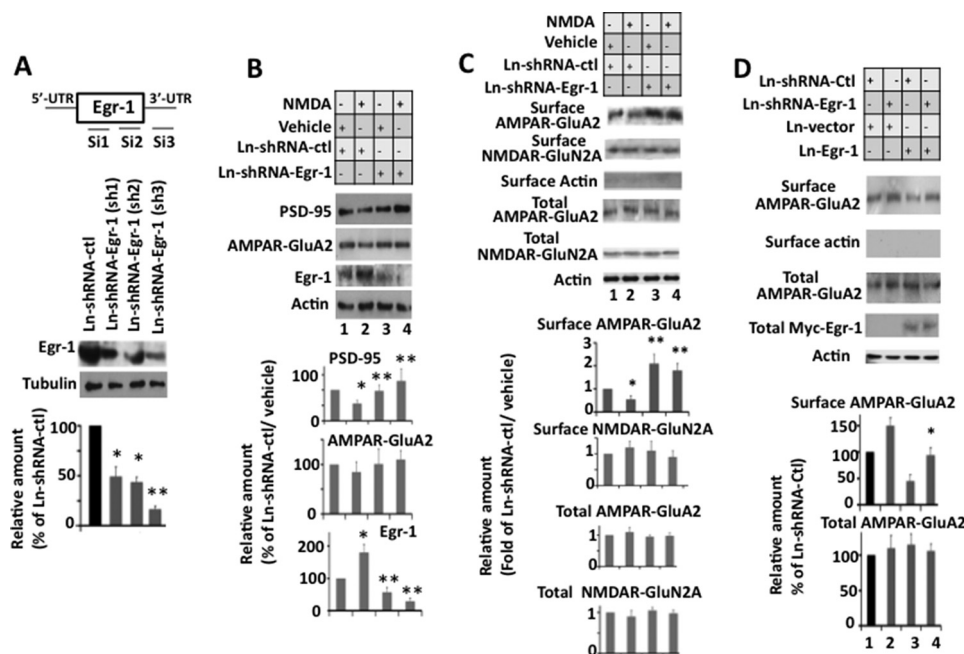 A
5'-UTR
Egr-1
3'-UTR
Si1 Si2 Si3
Ln-shRNA-ctl
Ln-shRNA-Egr-1 (sh1)
Ln-shRNA-Egr-1 (sh2)
Ln-shRNA-Egr-1 (sh3)
Egr-1
Tubulin
Relative amount
(% of Ln-shRNA-ctl)
100
50
0
*
*
**
B
NMDA - + - +
Vehicle + - + -
Ln-shRNA-ctl + + - -
Ln-shRNA-Egr-1 - - + +
PSD-95
AMPAR-GluA2
Egr-1
Actin
1 2 3 4
Relative amount
(% of Ln-shRNA-ctl/ vehicle)
PSD-95
100
0
* ** **
AMPAR-GluA2
100
0
Egr-1
200
100
0
* ** **
C
NMDA - + - +
Vehicle + - + -
Ln-shRNA-ctl + + - -
Ln-shRNA-Egr-1 - - + +
Surface
AMPAR-GluA2
Surface
NMDAR-GluN2A
Surface Actin
Total
AMPAR-GluA2
Total
NMDAR-GluN2A
Actin
1 2 3 4
Relative amount
(Fold of Ln-shRNA-ctl/ vehicle)
Surface AMPAR-GluA2
3
2
1
0
* ** **
Surface NMDAR-GluN2A
1
0
Total AMPAR-GluA2
1
0
Total NMDAR-GluN2A
1
0
D
Ln-shRNA-Ctl + - + -
Ln-shRNA-Egr-1 - + - +
Ln-vector + + - -
Ln-Egr-1 - - + +
Surface
AMPAR-GluA2
Surface actin
Total
AMPAR-GluA2
Total Myc-Egr-1
Actin
Relative amount
% of Ln-shRNA-Ctl)
Surface AMPAR-GluA2
150
100
50
0
*
Total AMPAR-GluA2
100
50
0
1 2 3 4